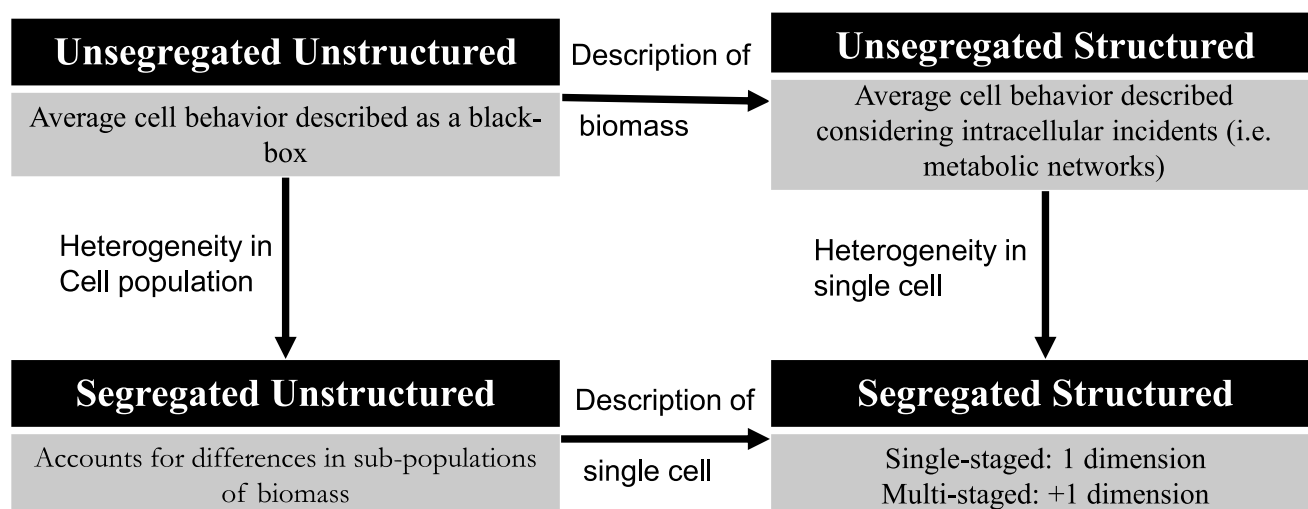 Unsegregated Unstructured
Average cell behavior described as a black-
box
Description of
biomass
Unsegregated Structured
Average cell behavior described
considering intracellular incidents (i.e.
metabolic networks)
Heterogeneity in
Cell population
Heterogeneity in
single cell
Segregated Unstructured
Accounts for differences in sub-populations
of biomass
Description of
single cell
Segregated Structured
Single-staged: 1 dimension
Multi-staged: +1 dimension